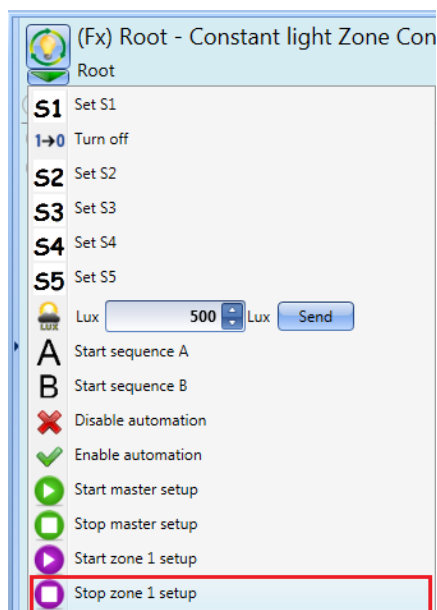 (Fx) Root - Constant light Zone Con
Root
S1 Set S1
1→0 Turn off
S2 Set S2
S3 Set S3
S4 Set S4
S5 Set S5
LUX Lux 500 Lux Send
A Start sequence A
B Start sequence B
Disable automation
Enable automation
Start master setup
Stop master setup
Start zone 1 setup
Stop zone 1 setup